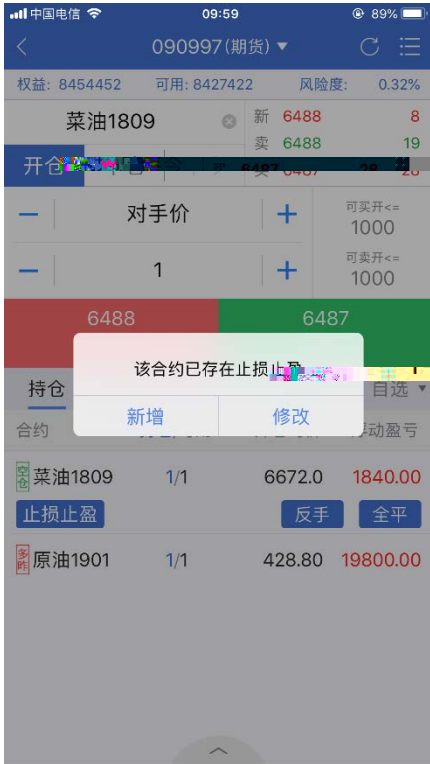 中国电信 09:59 89%
090997(期货)
权益: 8454452 可用: 8427422 风险度: 0.32%
菜油1809 新 6488 8
卖 6488 19
开仓
对手价 可买开<=
1000
1 可卖开<=
1000
6488 6487
该合约已存在止损止盈
新增 修改
持仓 自选
合约 浮动盈亏
空仓 菜油1809 1/1 6672.0 1840.00
止损止盈 反手 全平
多昨 原油1901 1/1 428.80 19800.00